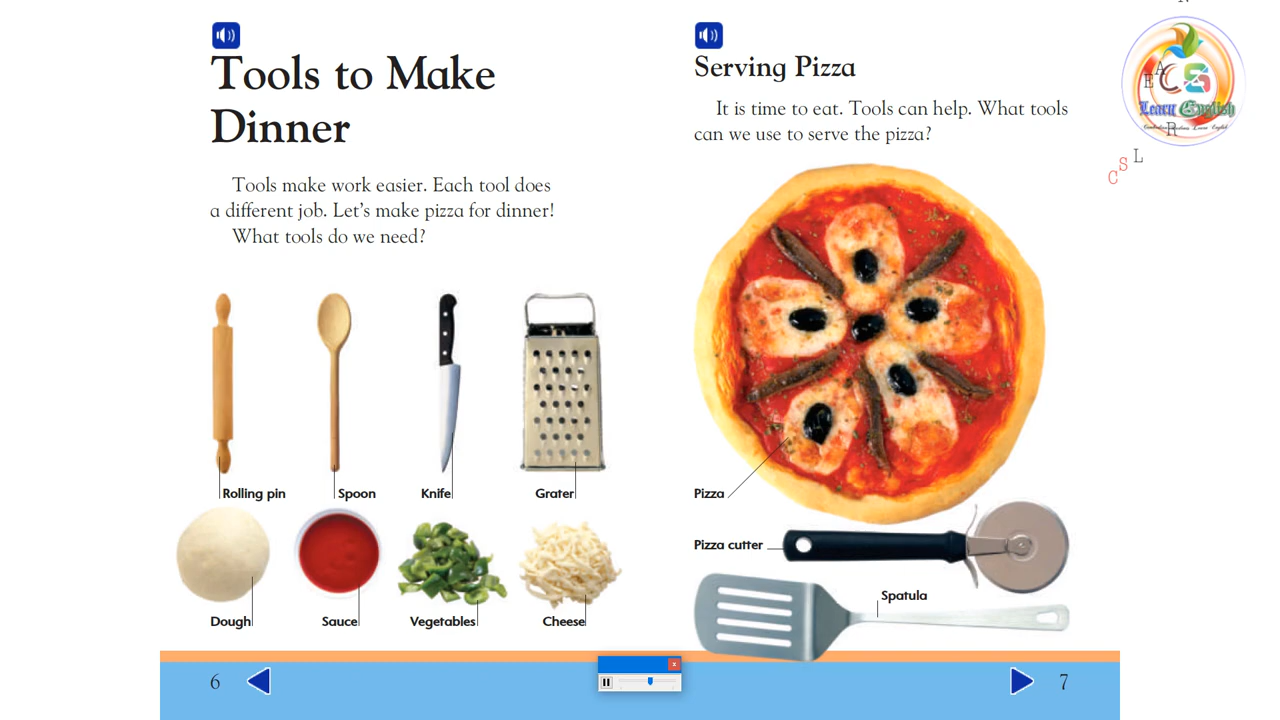 Tools to Make
Dinner
Tools make work easier. Each tool does
a different job. Let's make pizza for dinner!
What tools do we need?
Rolling pin
Spoon
Knife
Grater
Dough
Sauce
Vegetables
Cheese
6
Serving Pizza
It is time to eat. Tools can help. What tools
can we use to serve the pizza?
Pizza
Pizza cutter
Spatula
7
Learn English